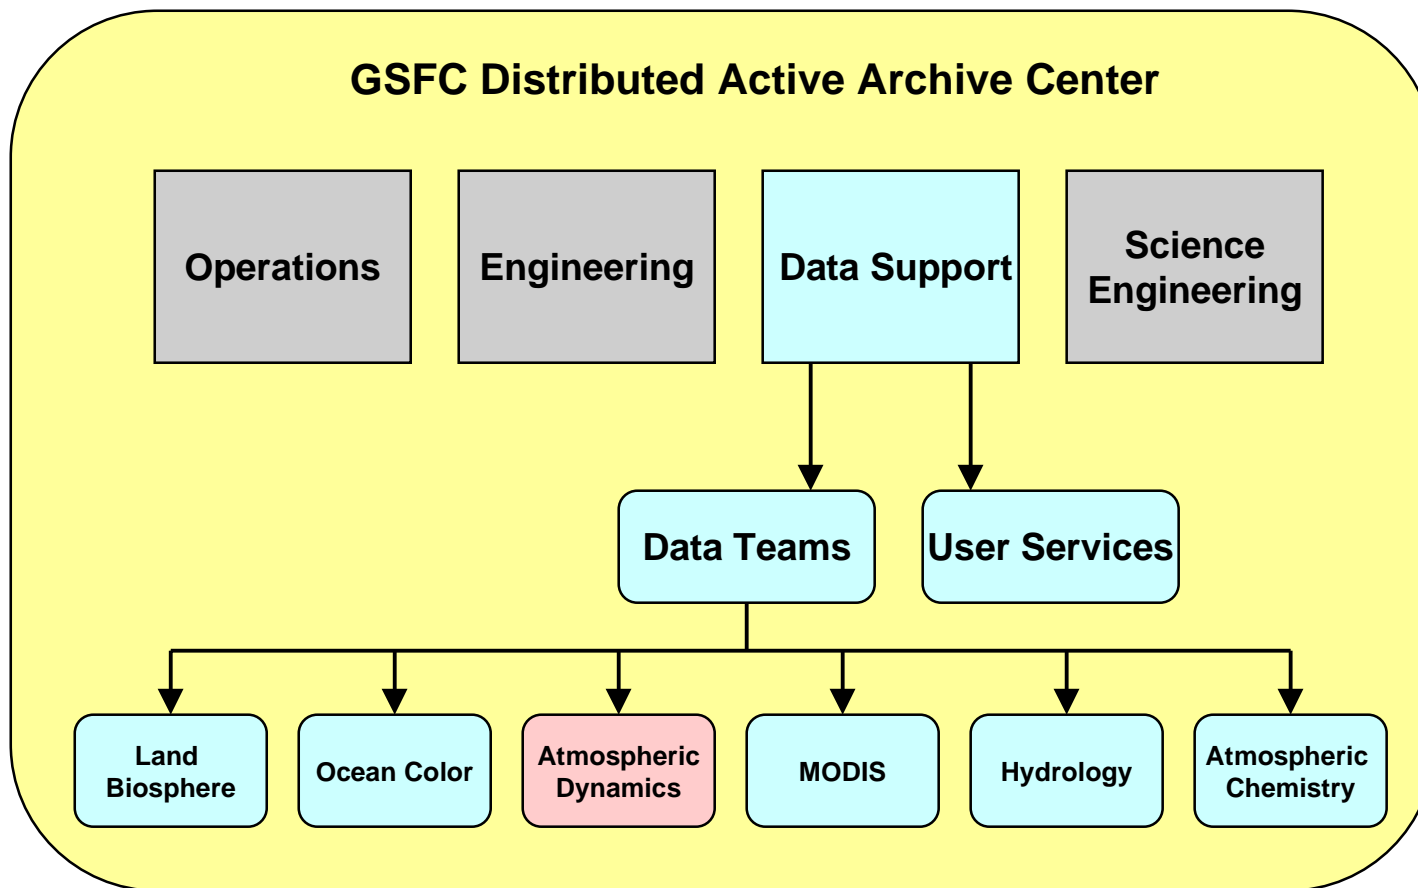 GSFC Distributed Active Archive Center
Operations
Engineering
Data Support
Science
Engineering
Data Teams
User Services
Land
Biosphere
Ocean Color
Atmospheric
Dynamics
MODIS
Hydrology
Atmospheric
Chemistry